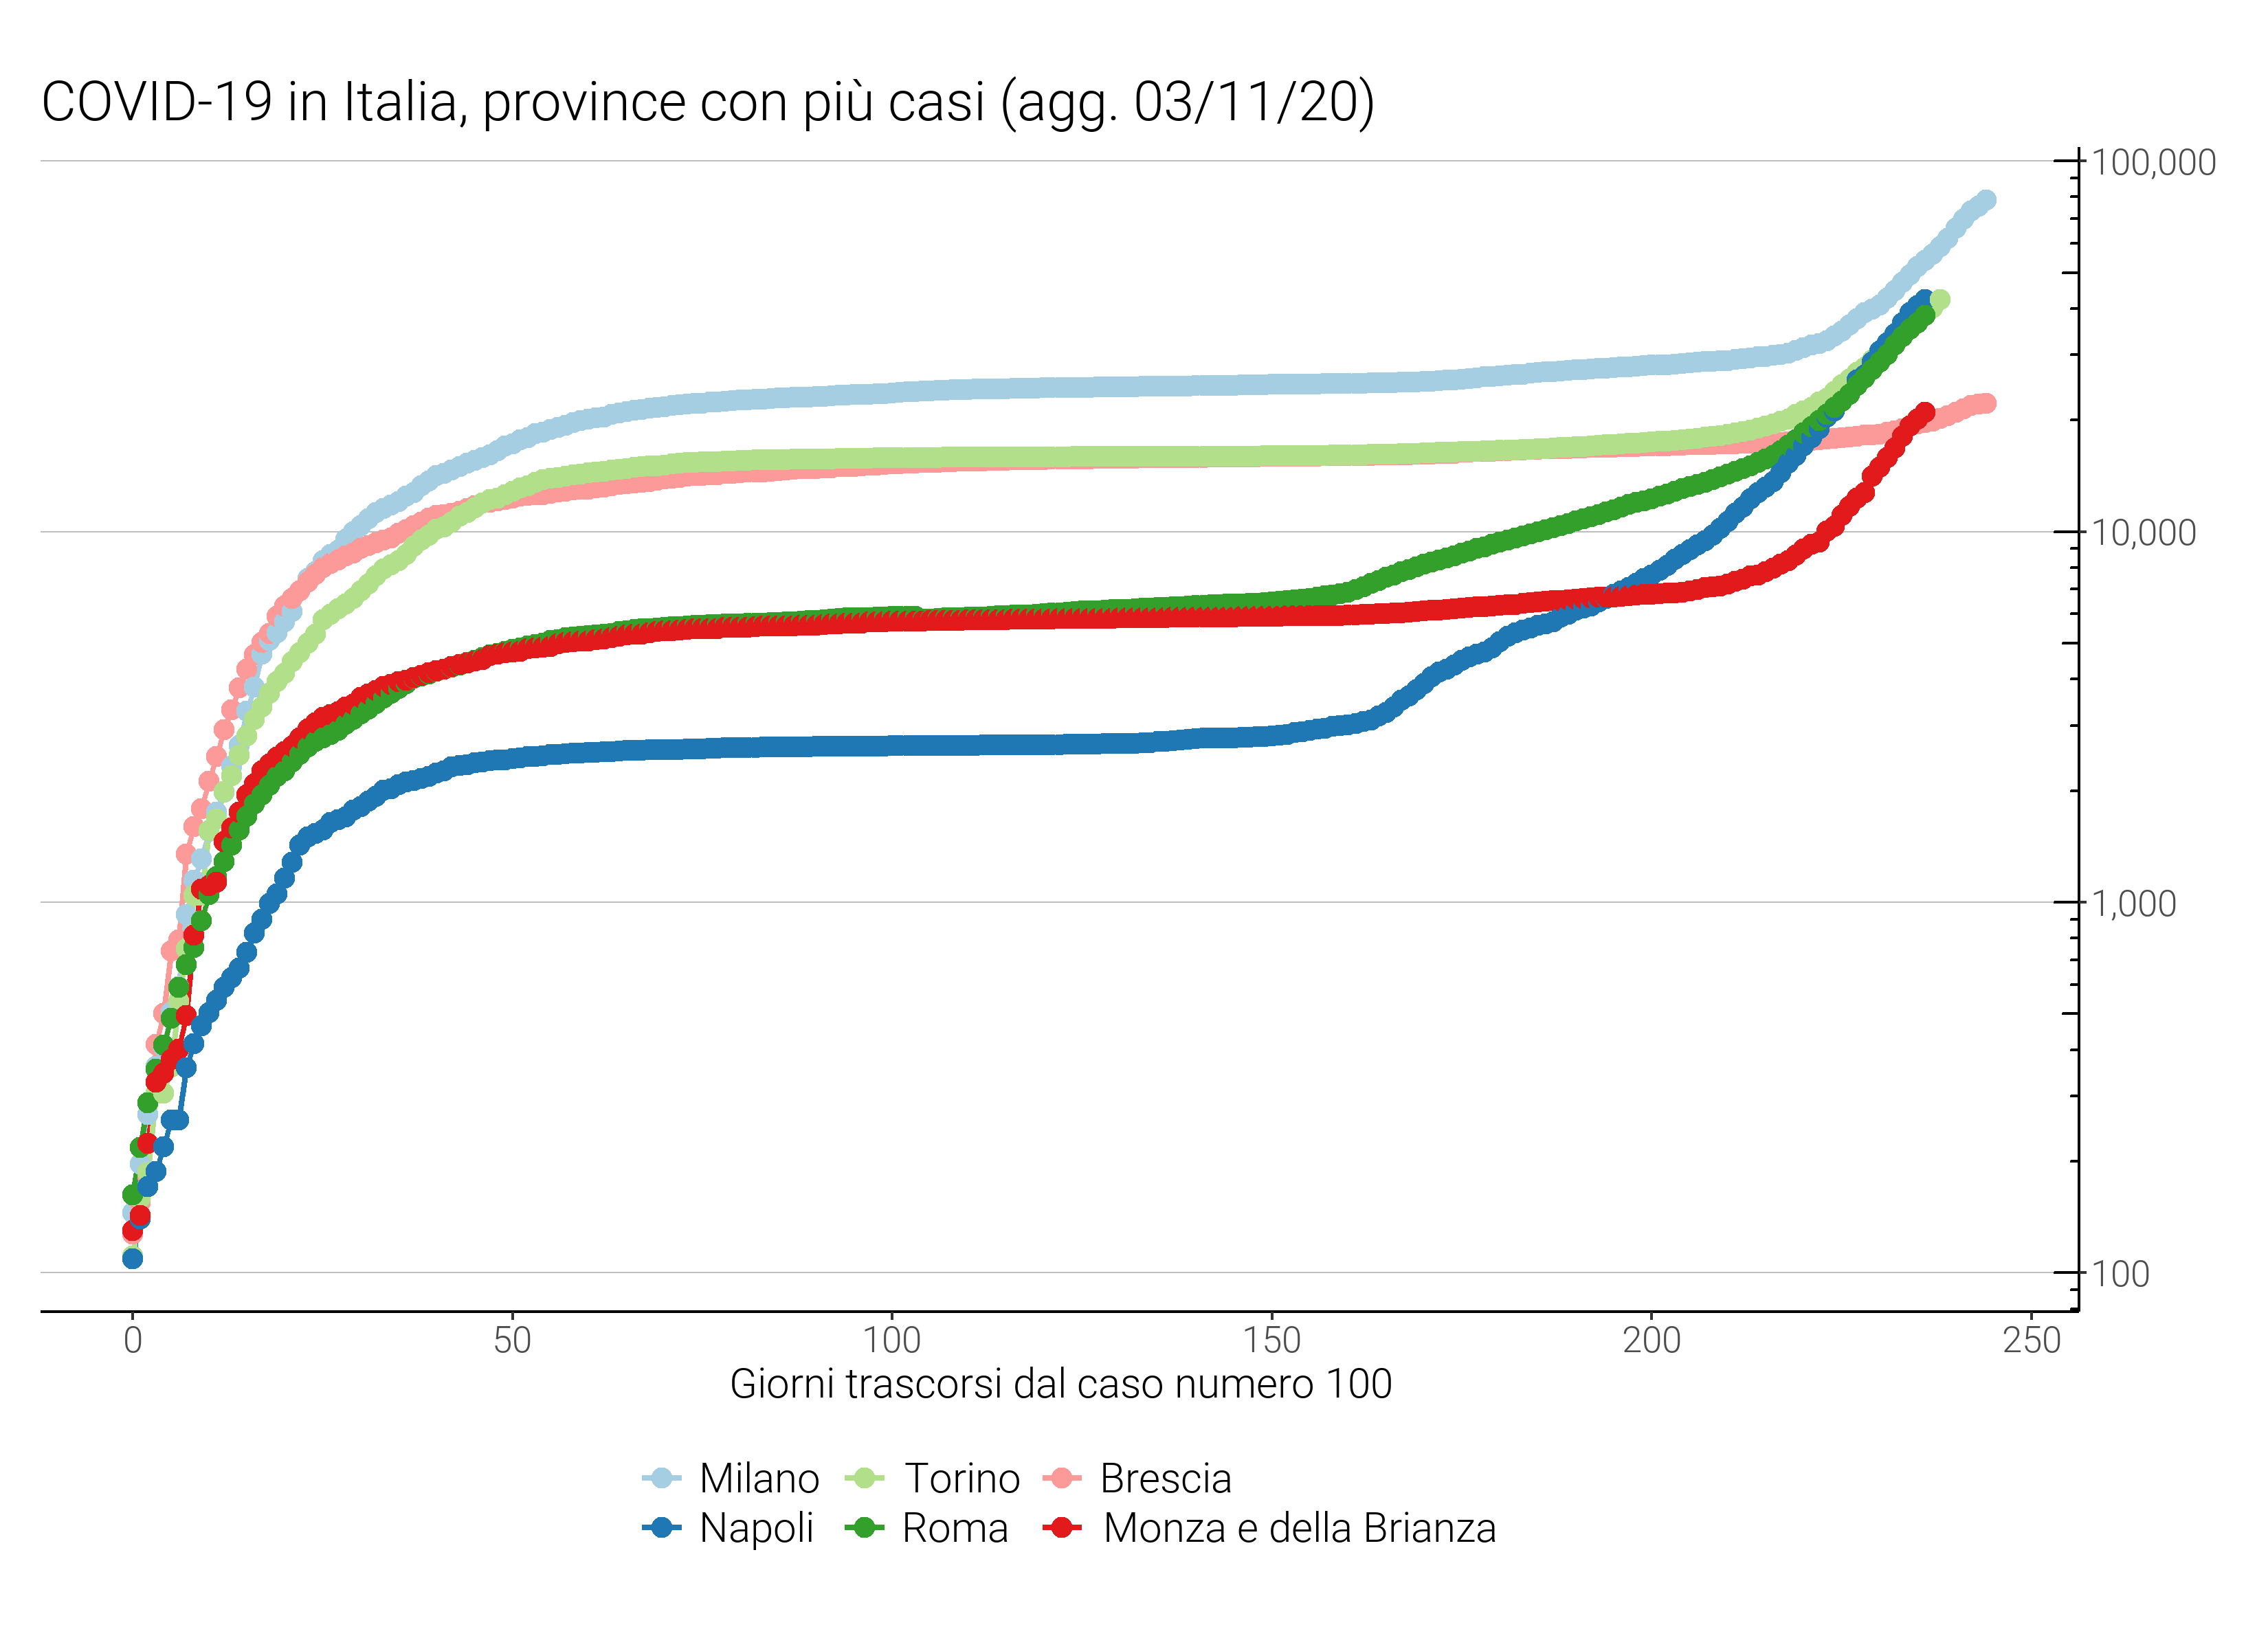 COVID-19 in Italia, province con più casi (agg. 03/11/20)
100,000
10,000
1,000
100
0 50 100 150 200 250
Giorni trascorsi dal caso numero 100
Milano Torino Brescia
Napoli Roma Monza e della Brianza